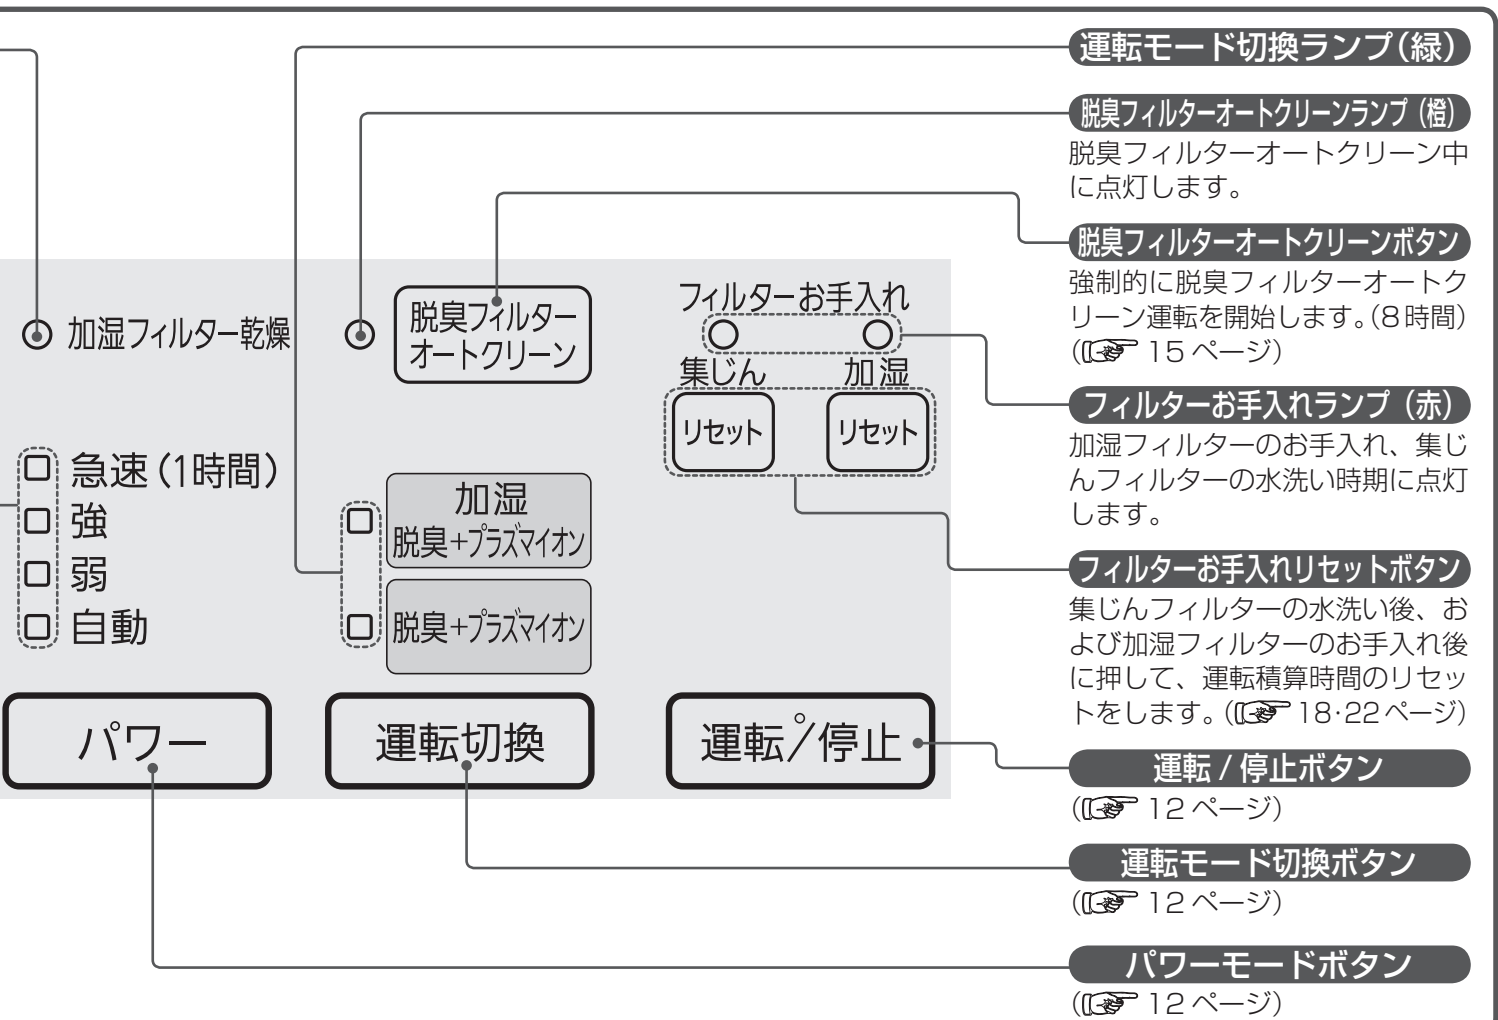 運転モード切換ランプ(緑)
脱臭フィルターオートクリーンランプ(橙)
脱臭フィルターオートクリーン中
に点灯します。
脱臭フィルターオートクリーンボタン
強制的に脱臭フィルターオートク
リーン運転を開始します。(8時間)
(☞ 15ページ)
フィルターお手入れランプ(赤)
加湿フィルターのお手入れ、集じ
んフィルターの水洗い時期に点灯
します。
フィルターお手入れリセットボタン
集じんフィルターの水洗い後、お
よび加湿フィルターのお手入れ後
に押して、運転積算時間のリセッ
トをします。(☞ 18・22ページ)
運転/停止ボタン
(☞ 12ページ)
運転モード切換ボタン
(☞ 12ページ)
パワーモードボタン
(☞ 12ページ)
加湿フィルター乾燥
脱臭フィルター
オートクリーン
フィルターお手入れ
集じん 加湿
リセット リセット
急速(1時間)
強
弱
自動
加湿
脱臭+プラズマイオン
脱臭+プラズマイオン
パワー
運転切換
運転/停止